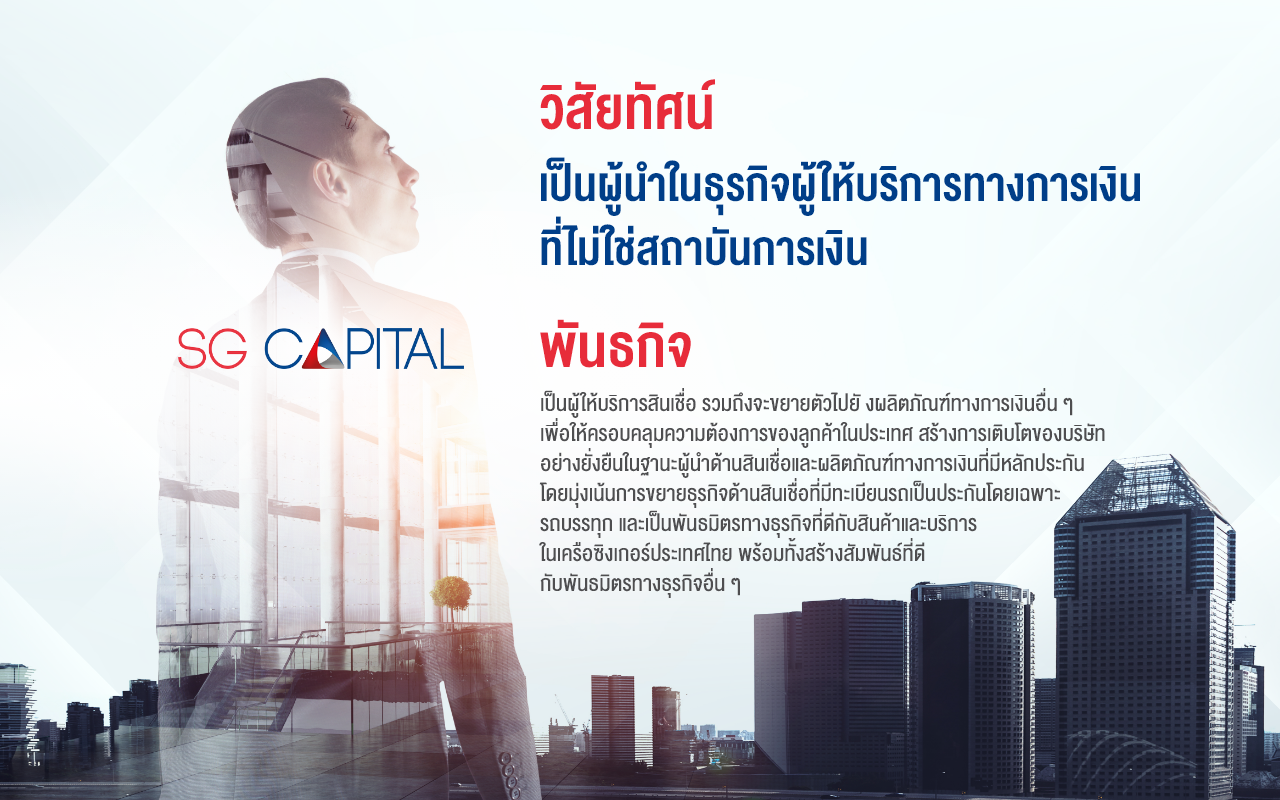 วิสัยทัศน์
เป็นผู้นำในธุรกิจผู้ให้บริการทางการเงิน
ที่ไม่ใช่สถาบันการเงิน
SG CAPITAL
พันธกิจ
เป็นผู้ให้บริการสินเชื่อ รวมถึงจะขยายตัวไปยั งผลิตภัณฑ์ทางการเงินอื่น ๆ
เพื่อให้ครอบคลุมความต้องการของลูกค้าในประเทศ สร้างการเติบโตของบริษัท
อย่างยั่งยืนในฐานะผู้นำด้านสินเชื่อและผลิตภัณฑ์ทางการเงินที่มีหลักประกัน
โดยมุ่งเน้นการขยายธุรกิจด้านสินเชื่อที่มีทะเบียนรถเป็นประกันโดยเฉพาะ
รถบรรทุก และเป็นพันธมิตรทางธุรกิจที่ดีกับสินค้าและบริการ
ในเครือซิงเกอร์ประเทศไทย พร้อมทั้งสร้างสัมพันธ์ที่ดี
กับพันธมิตรทางธุรกิจอื่น ๆ